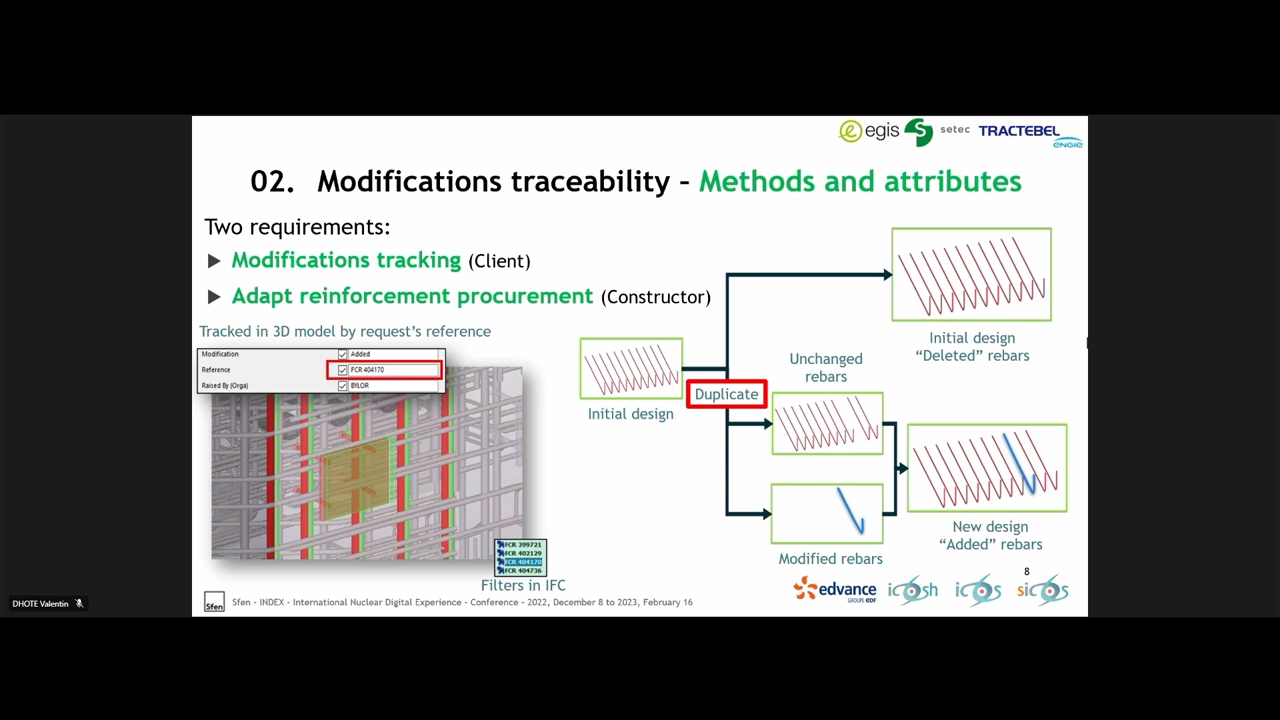 egis setec TRACTEBEL
ENGIE
02. Modifications traceability – Methods and attributes
Two requirements:
Modifications tracking (Client)
Adapt reinforcement procurement (Constructor)
Tracked in 3D model by request's reference
Modification Added
Reference FCR 404170
Raised By (Orga) BYLOR
FCR 399721
FCR 402129
FCR 404170
FCR 404736
Filters in IFC
Initial design
Duplicate
Initial design
“Deleted” rebars
Unchanged
rebars
Modified rebars
New design
“Added” rebars
8
edvance
GROUPE EDF
icosh
icos
sicos
Sfen
Sfen - INDEX - International Nuclear Digital Experience - Conference – 2022, December 8 to 2023, February 16
DHOTE Valentin